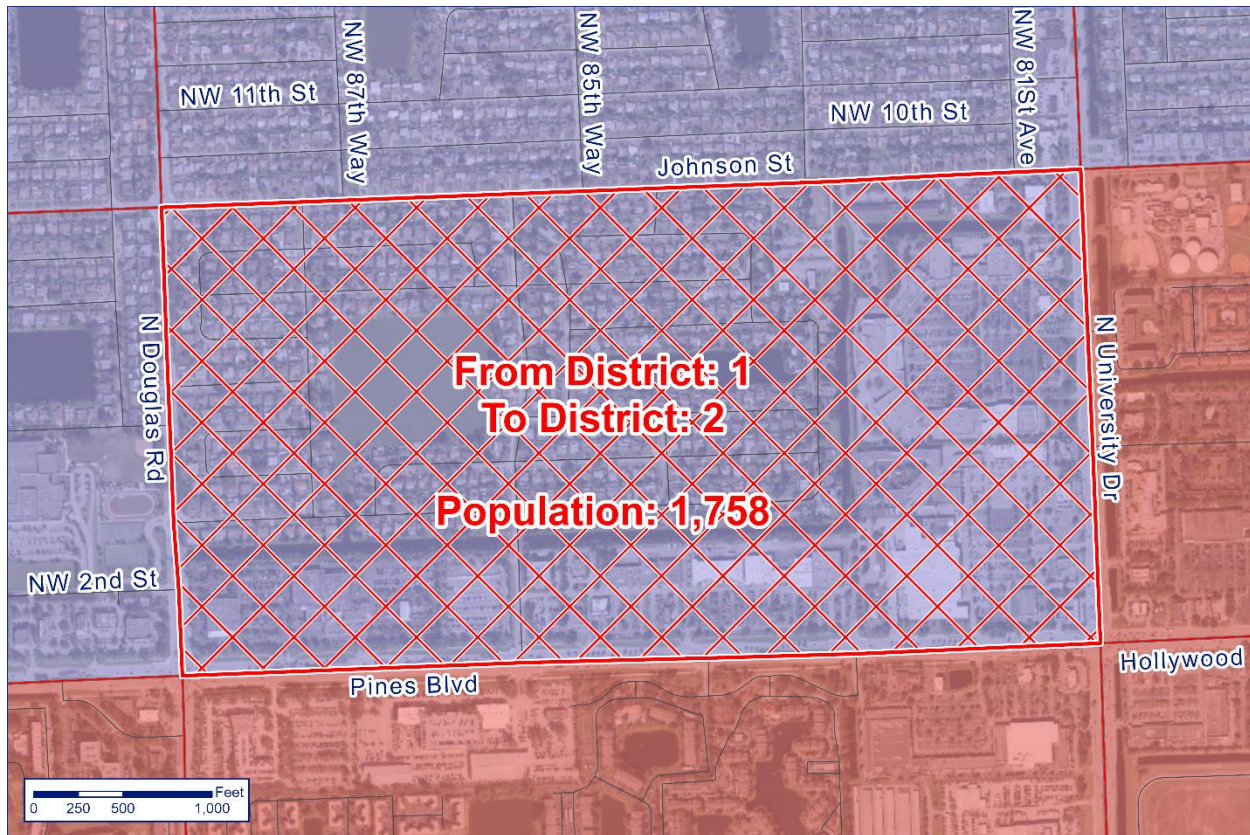 NW 11th St
NW 87th Way
NW 85th Way
NW 10th St
NW 81St Ave
Johnson St
N Douglas Rd
From District: 1
To District: 2
Population: 1,758
N University Dr
NW 2nd St
Pines Blvd
Hollywood
Feet
0 250 500 1,000